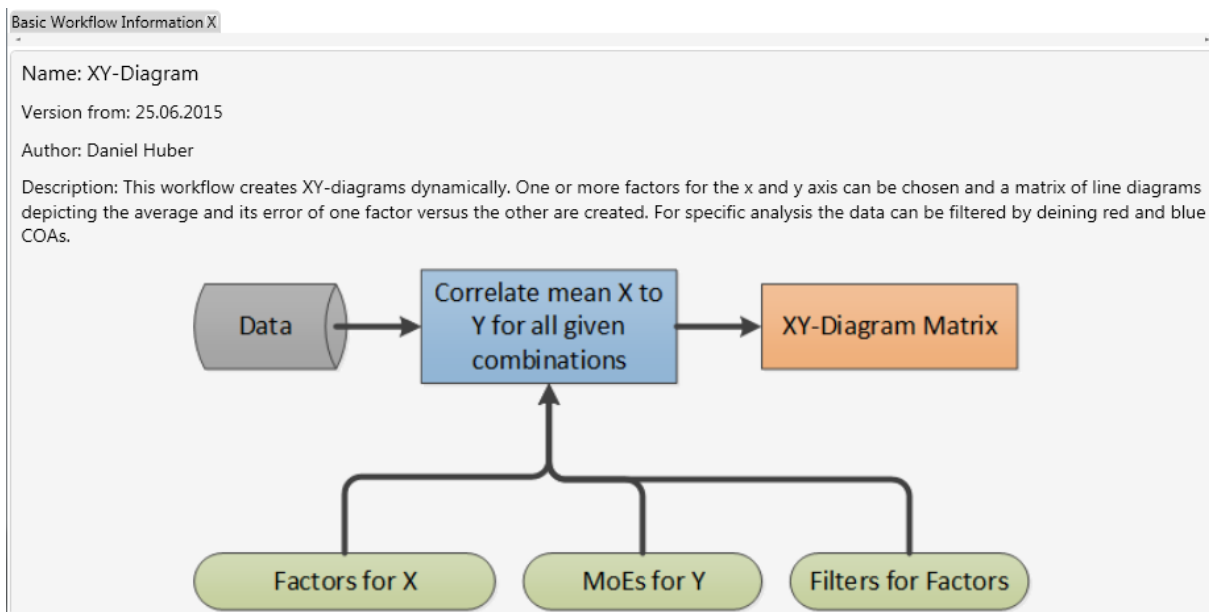 Basic Workflow Information X
Name: XY-Diagram
Version from: 25.06.2015
Author: Daniel Huber
Description: This workflow creates XY-diagrams dynamically. One or more factors for the x and y axis can be chosen and a matrix of line diagrams
depicting the average and its error of one factor versus the other are created. For specific analysis the data can be filtered by deining red and blue
COAs.
Data
Correlate mean X to
Y for all given
combinations
XY-Diagram Matrix
Factors for X
MoEs for Y
Filters for Factors